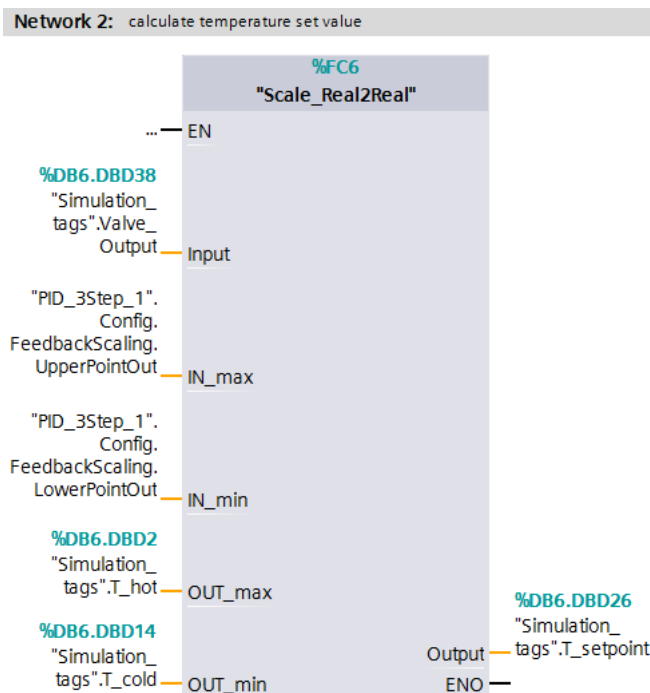 Network 2: calculate temperature set value
%FC6
"Scale_Real2Real"
... EN
%DB6.DBD38
"Simulation_
tags".Valve_
Output Input
"PID_3Step_1".
Config.
FeedbackScaling.
UpperPointOut IN_max
"PID_3Step_1".
Config.
FeedbackScaling.
LowerPointOut IN_min
%DB6.DBD2
"Simulation_
tags".T_hot OUT_max
%DB6.DBD14
"Simulation_
tags".T_cold OUT_min
%DB6.DBD26
"Simulation_
Output tags".T_setpoint
ENO